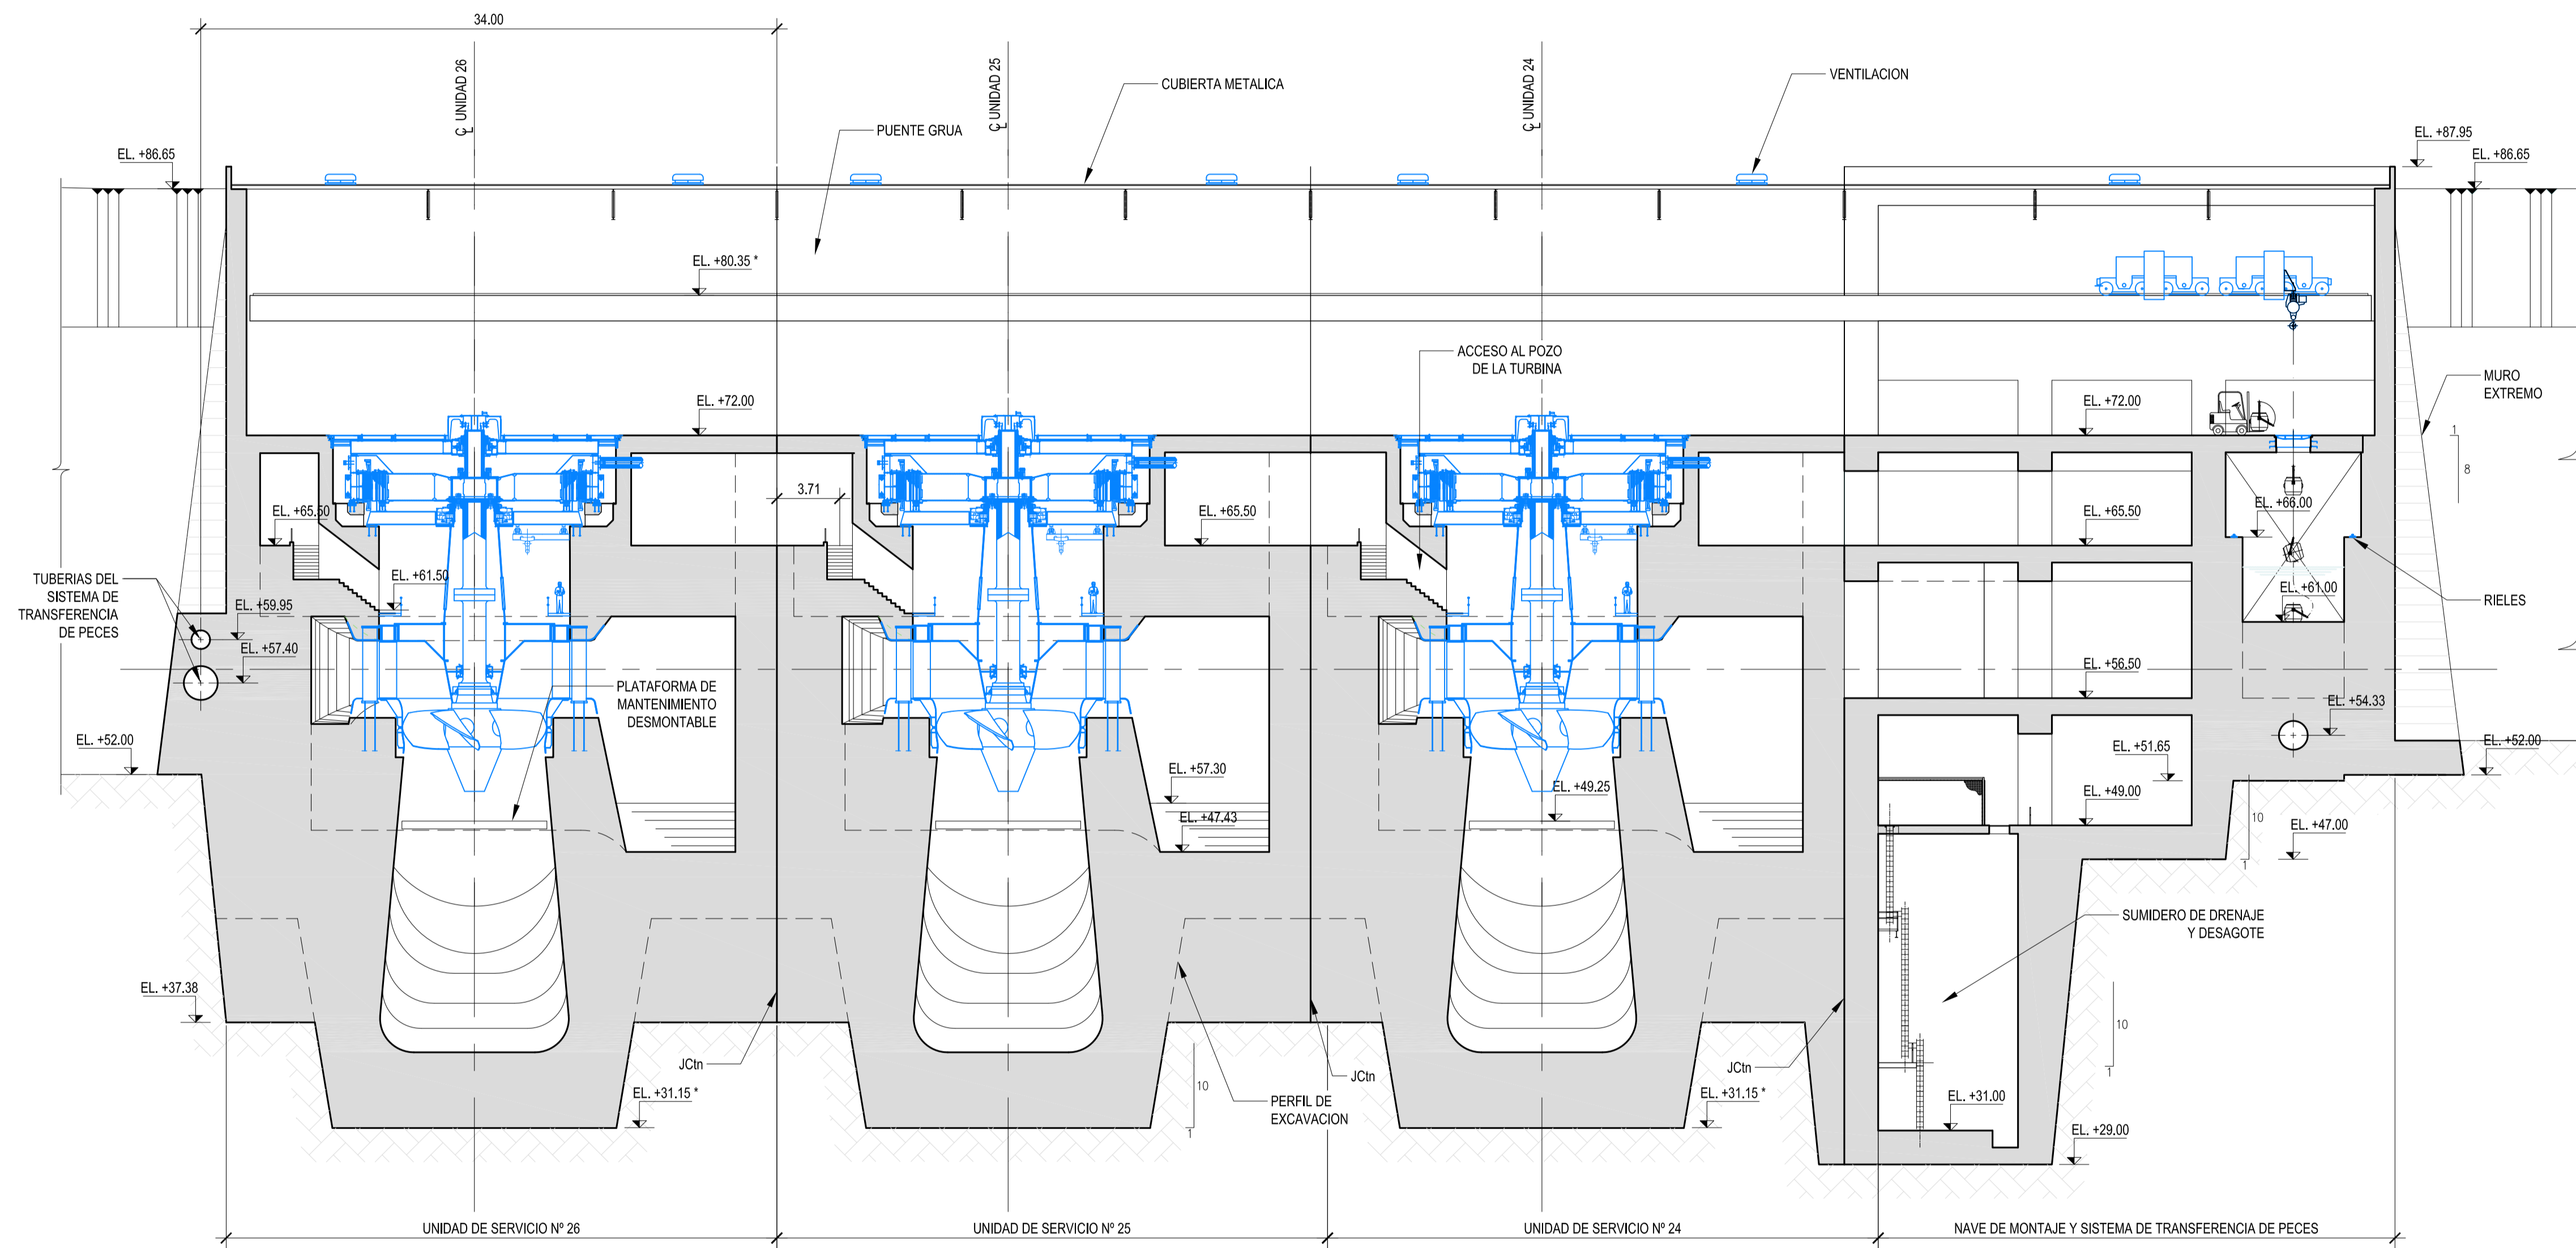 34.00
C UNIDAD 26
C UNIDAD 25
C UNIDAD 24
CUBIERTA METALICA
VENTILACION
PUENTE GRUA
EL. +87.95
EL. +86.65
EL. +86.65
EL. +80.35 *
ACCESO AL POZO
DE LA TURBINA
MURO
EXTREMO
EL. +72.00
EL. +72.00
1
8
3.71
EL. +65.50
EL. +65.50
EL. +65.50
EL. +66.00
EL. +61.50
EL. +61.00
RIELES
TUBERIAS DEL
SISTEMA DE
TRANSFERENCIA
DE PECES
EL. +59.95
EL. +57.40
EL. +56.50
PLATAFORMA DE
MANTENIMIENTO
DESMONTABLE
EL. +54.33
EL. +52.00
EL. +52.00
EL. +51.65
EL. +57.30
EL. +49.25
EL. +49.00
EL. +47.43
10
1
EL. +47.00
SUMIDERO DE DRENAJE
Y DESAGOTE
EL. +37.38
10
1
JCtn
JCtn
JCtn
10
1
EL. +31.15 *
EL. +31.15 *
PERFIL DE
EXCAVACION
EL. +31.00
EL. +29.00
UNIDAD DE SERVICIO Nº 26
UNIDAD DE SERVICIO Nº 25
UNIDAD DE SERVICIO Nº 24
NAVE DE MONTAJE Y SISTEMA DE TRANSFERENCIA DE PECES